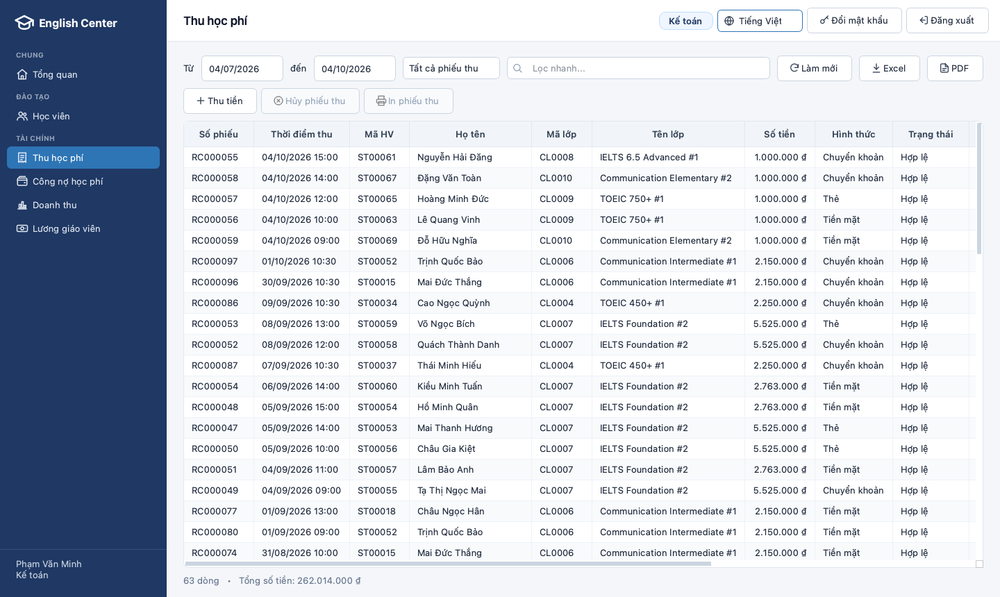 English Center
CHUNG
Tổng quan
ĐÀO TẠO
Học viên
TÀI CHÍNH
Thu học phí
Công nợ học phí
Doanh thu
Lương giáo viên
Phạm Văn Minh
Kế toán
Thu học phí
Kế toán
Tiếng Việt
Đổi mật khẩu
Đăng xuất
Từ 04/07/2026 đến 04/10/2026 Tất cả phiếu thu Lọc nhanh... Làm mới Excel PDF
Thu tiền Hủy phiếu thu In phiếu thu
Số phiếu Thời điểm thu Mã HV Họ tên Mã lớp Tên lớp Số tiền Hình thức Trạng thái
RC000055 04/10/2026 15:00 ST00061 Nguyễn Hải Đăng CL0008 IELTS 6.5 Advanced #1 1.000.000 ₫ Chuyển khoản Hợp lệ
RC000058 04/10/2026 14:00 ST00067 Đặng Văn Toàn CL0010 Communication Elementary #2 1.000.000 ₫ Chuyển khoản Hợp lệ
RC000057 04/10/2026 12:00 ST00065 Hoàng Minh Đức CL0009 TOEIC 750+ #1 1.000.000 ₫ Thẻ Hợp lệ
RC000056 04/10/2026 10:00 ST00063 Lê Quang Vinh CL0009 TOEIC 750+ #1 1.000.000 ₫ Tiền mặt Hợp lệ
RC000059 04/10/2026 09:00 ST00069 Đỗ Hữu Nghĩa CL0010 Communication Elementary #2 1.000.000 ₫ Tiền mặt Hợp lệ
RC000097 01/10/2026 10:30 ST00052 Trịnh Quốc Bảo CL0006 Communication Intermediate #1 2.150.000 ₫ Chuyển khoản Hợp lệ
RC000096 30/09/2026 10:30 ST00015 Mai Đức Thắng CL0006 Communication Intermediate #1 2.150.000 ₫ Chuyển khoản Hợp lệ
RC000086 09/09/2026 10:30 ST00034 Cao Ngọc Quỳnh CL0004 TOEIC 450+ #1 2.250.000 ₫ Chuyển khoản Hợp lệ
RC000053 08/09/2026 13:00 ST00059 Võ Ngọc Bích CL0007 IELTS Foundation #2 5.525.000 ₫ Thẻ Hợp lệ
RC000052 08/09/2026 12:00 ST00058 Quách Thành Danh CL0007 IELTS Foundation #2 5.525.000 ₫ Chuyển khoản Hợp lệ
RC000087 07/09/2026 10:30 ST00037 Thái Minh Hiếu CL0004 TOEIC 450+ #1 2.250.000 ₫ Chuyển khoản Hợp lệ
RC000054 06/09/2026 14:00 ST00060 Kiều Minh Tuấn CL0007 IELTS Foundation #2 2.763.000 ₫ Tiền mặt Hợp lệ
RC000048 05/09/2026 15:00 ST00054 Hồ Minh Quân CL0007 IELTS Foundation #2 2.763.000 ₫ Tiền mặt Hợp lệ
RC000047 05/09/2026 14:00 ST00053 Mai Thanh Hương CL0007 IELTS Foundation #2 5.525.000 ₫ Thẻ Hợp lệ
RC000050 05/09/2026 10:00 ST00056 Châu Gia Kiệt CL0007 IELTS Foundation #2 5.525.000 ₫ Thẻ Hợp lệ
RC000051 04/09/2026 11:00 ST00057 Lâm Bảo Anh CL0007 IELTS Foundation #2 2.763.000 ₫ Tiền mặt Hợp lệ
RC000049 04/09/2026 09:00 ST00055 Tạ Thị Ngọc Mai CL0007 IELTS Foundation #2 5.525.000 ₫ Chuyển khoản Hợp lệ
RC000077 01/09/2026 13:00 ST00018 Châu Ngọc Hân CL0006 Communication Intermediate #1 2.150.000 ₫ Tiền mặt Hợp lệ
RC000080 01/09/2026 09:00 ST00052 Trịnh Quốc Bảo CL0006 Communication Intermediate #1 2.150.000 ₫ Tiền mặt Hợp lệ
RC000074 31/08/2026 10:00 ST00015 Mai Đức Thắng CL0006 Communication Intermediate #1 2.150.000 ₫ Tiền mặt Hợp lệ
63 dòng • Tổng số tiền: 262.014.000 ₫